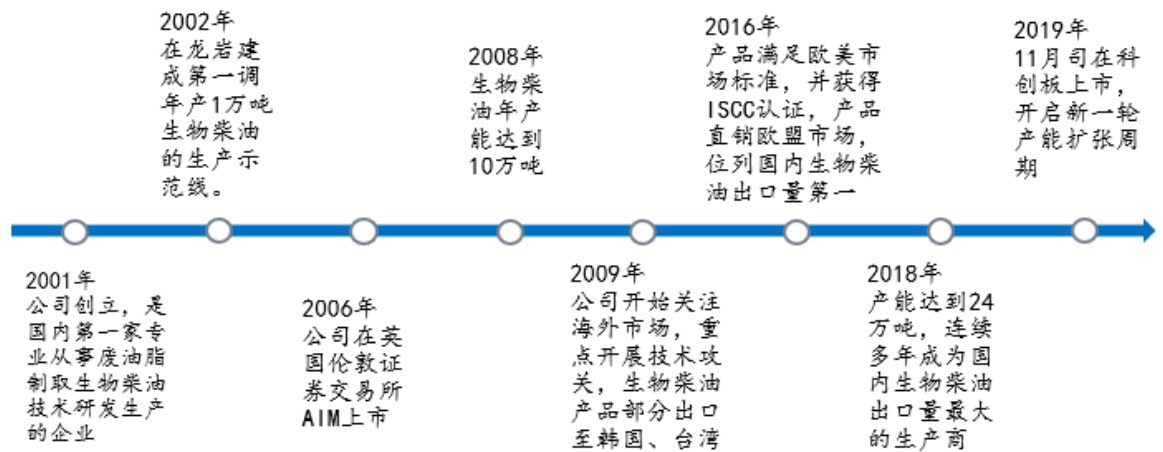 2001年
公司创立，是
国内第一家专
业从事废油脂
制取生物柴油
技术研发生产
的企业
2002年
在龙岩建
成第一调
年产1万吨
生物柴油
的生产示
范线。
2006年
公司在英
国伦敦证
券交易所
AIM上市
2008年
生物柴
油年产
能达到
10万吨
2009年
公司开始关注
海外市场，重
点开展技术攻
关，生物柴油
产品部分出口
至韩国、台湾
2016年
产品满足欧美市
场标准，并获得
ISCC认证，产品
直销欧盟市场，
位列国内生物柴
油出口量第一
2018年
产能达到24
万吨，连续
多年成为国
内生物柴油
出口量最大
的生产商
2019年
11月司在科
创板上市，
开启新一轮
产能扩张周
期